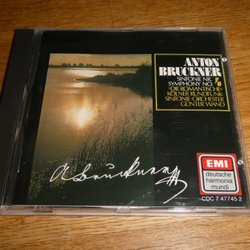 ANTON
BRUCKNER
SINFONIE NR.
SYMPHONY NO. 4
›DIE ROMANTISCHE‹
KÖLNER RUNDFUNK-
SINFONIE-ORCHESTER
GÜNTER WAND
ABruckner
EMI
deutsche
harmonia
mundi
CDC 7 47745 2